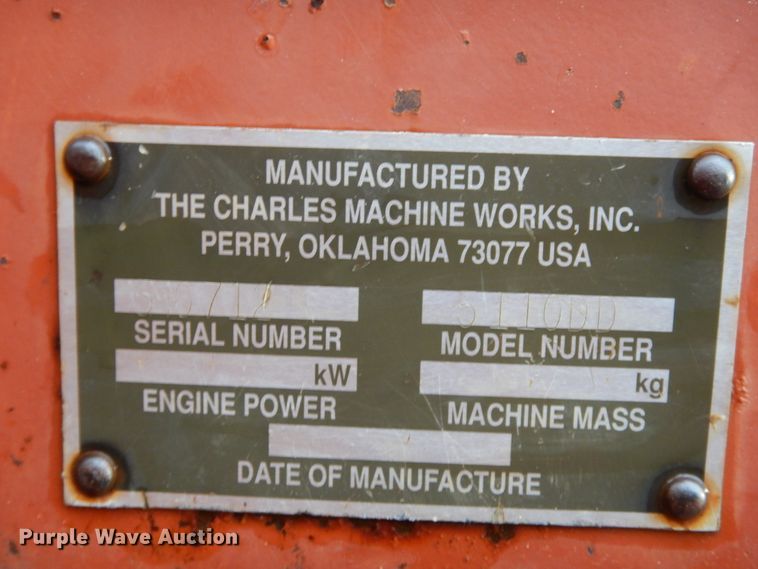 MANUFACTURED BY
THE CHARLES MACHINE WORKS, INC.
PERRY, OKLAHOMA 73077 USA
5110DD
SERIAL NUMBER MODEL NUMBER
kW kg
ENGINE POWER MACHINE MASS
DATE OF MANUFACTURE
Purple Wave Auction